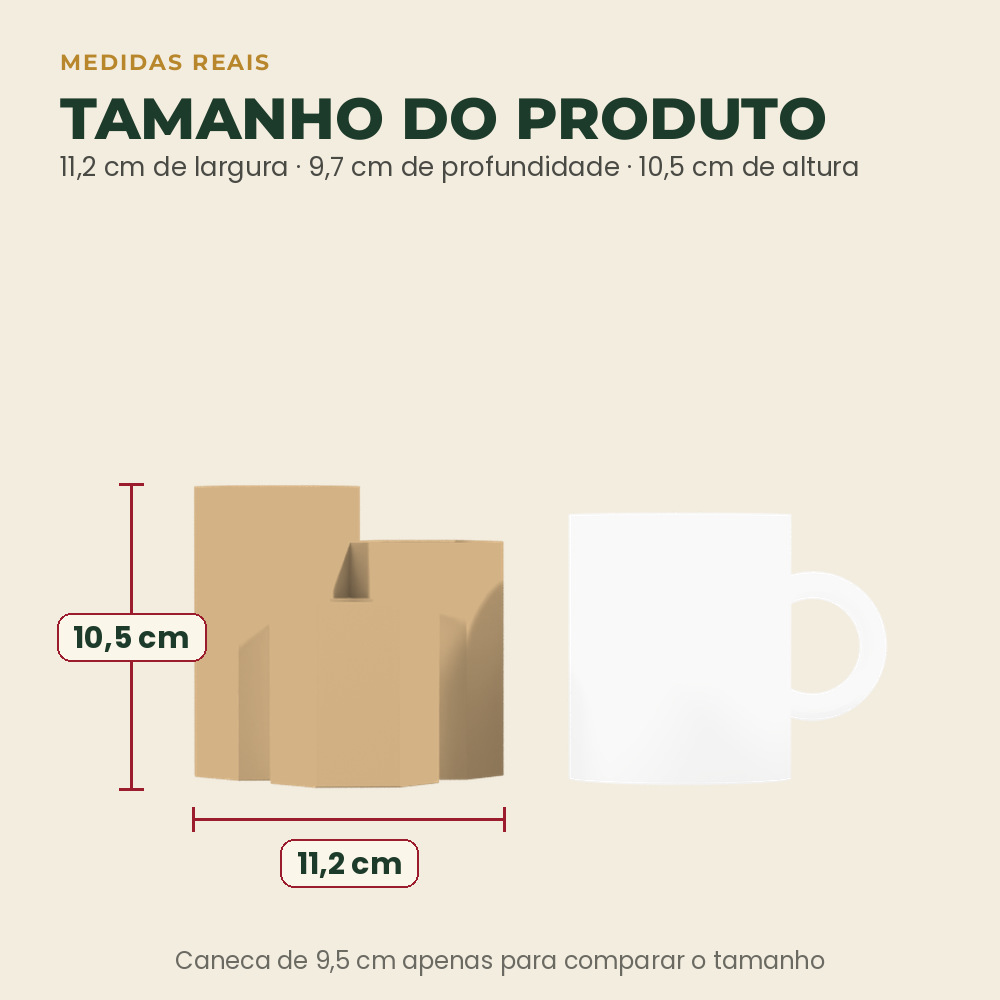 MEDIDAS REAIS
TAMANHO DO PRODUTO
11,2 cm de largura · 9,7 cm de profundidade · 10,5 cm de altura
10,5 cm
11,2 cm
Caneca de 9,5 cm apenas para comparar o tamanho